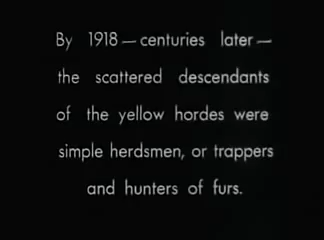 By 1918 — centuries later —
the scattered descendants
of the yellow hordes were
simple herdsmen, or trappers
and hunters of furs.